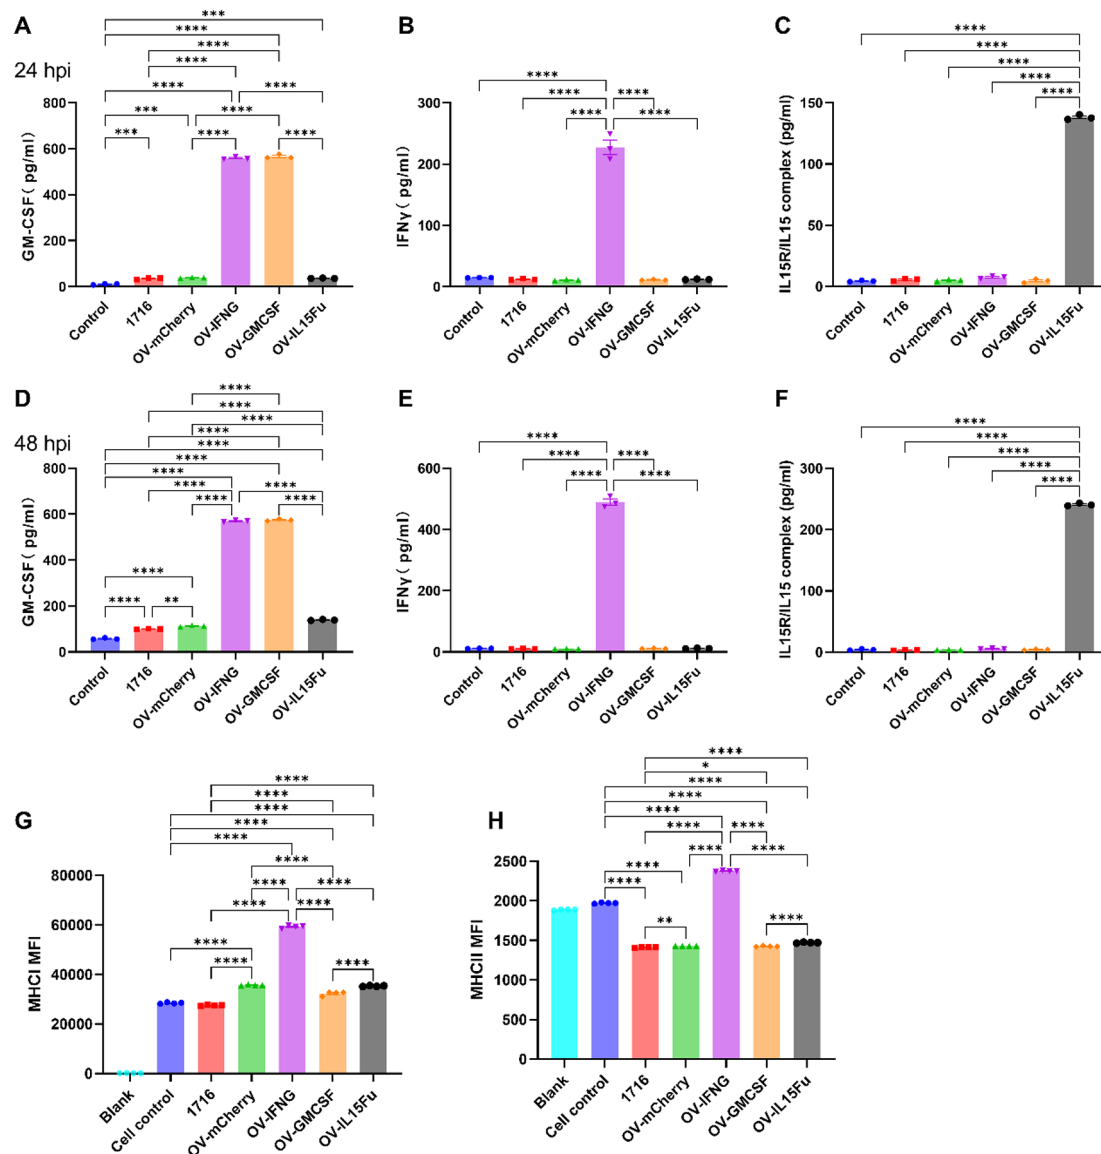 A
24 hpi
***
****
****
****
****
****
***
****
***
****
****
GM-CSF( pg/ml)
800
600
400
200
0
Control
1716
OV-mCherry
OV-IFNG
OV-GMCSF
OV-IL15Fu
B
****
****
****
****
****
IFNγ ( pg/ml)
300
200
100
0
Control
1716
OV-mCherry
OV-IFNG
OV-GMCSF
OV-IL15Fu
C
****
****
****
****
****
IL15R/IL15 complex (pg/ml)
150
100
50
0
Control
1716
OV-mCherry
OV-IFNG
OV-GMCSF
OV-IL15Fu
D
48 hpi
****
****
****
****
****
****
****
****
****
****
****
****
**
GM-CSF( pg/ml)
800
600
400
200
0
Control
1716
OV-mCherry
OV-IFNG
OV-GMCSF
OV-IL15Fu
E
****
****
****
****
****
IFNγ ( pg/ml)
600
400
200
0
Control
1716
OV-mCherry
OV-IFNG
OV-GMCSF
OV-IL15Fu
F
****
****
****
****
****
IL15R/IL15 complex (pg/ml)
300
200
100
0
Control
1716
OV-mCherry
OV-IFNG
OV-GMCSF
OV-IL15Fu
G
****
****
****
****
****
****
****
****
****
****
****
****
****
MHCI MFI
80000
60000
40000
20000
0
Blank
Cell control
1716
OV-mCherry
OV-IFNG
OV-GMCSF
OV-IL15Fu
H
****
*
****
****
****
****
****
****
****
****
****
**
****
MHCII MFI
2500
2000
1500
1000
500
0
Blank
Cell control
1716
OV-mCherry
OV-IFNG
OV-GMCSF
OV-IL15Fu